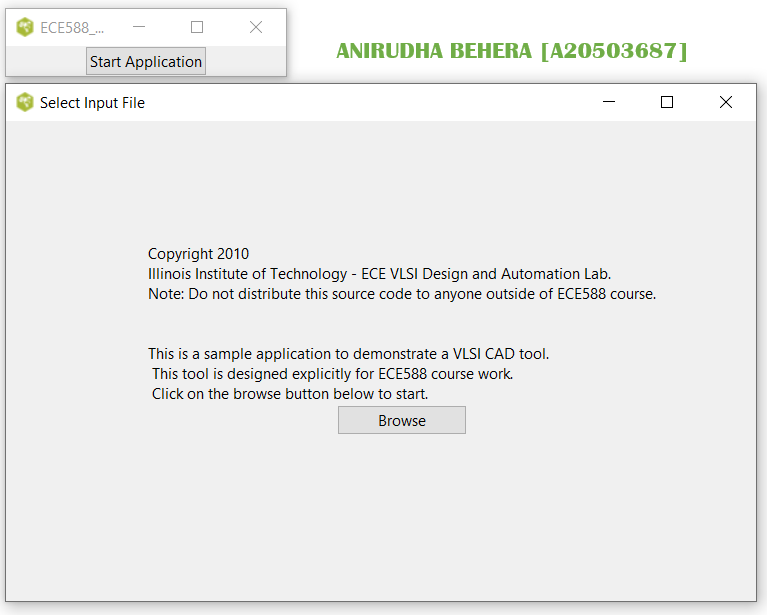 ECE588_...
Start Application
ANIRUDHA BEHERA [A20503687]
Select Input File
Copyright 2010
Illinois Institute of Technology - ECE VLSI Design and Automation Lab.
Note: Do not distribute this source code to anyone outside of ECE588 course.
This is a sample application to demonstrate a VLSI CAD tool.
This tool is designed explicitly for ECE588 course work.
Click on the browse button below to start.
Browse